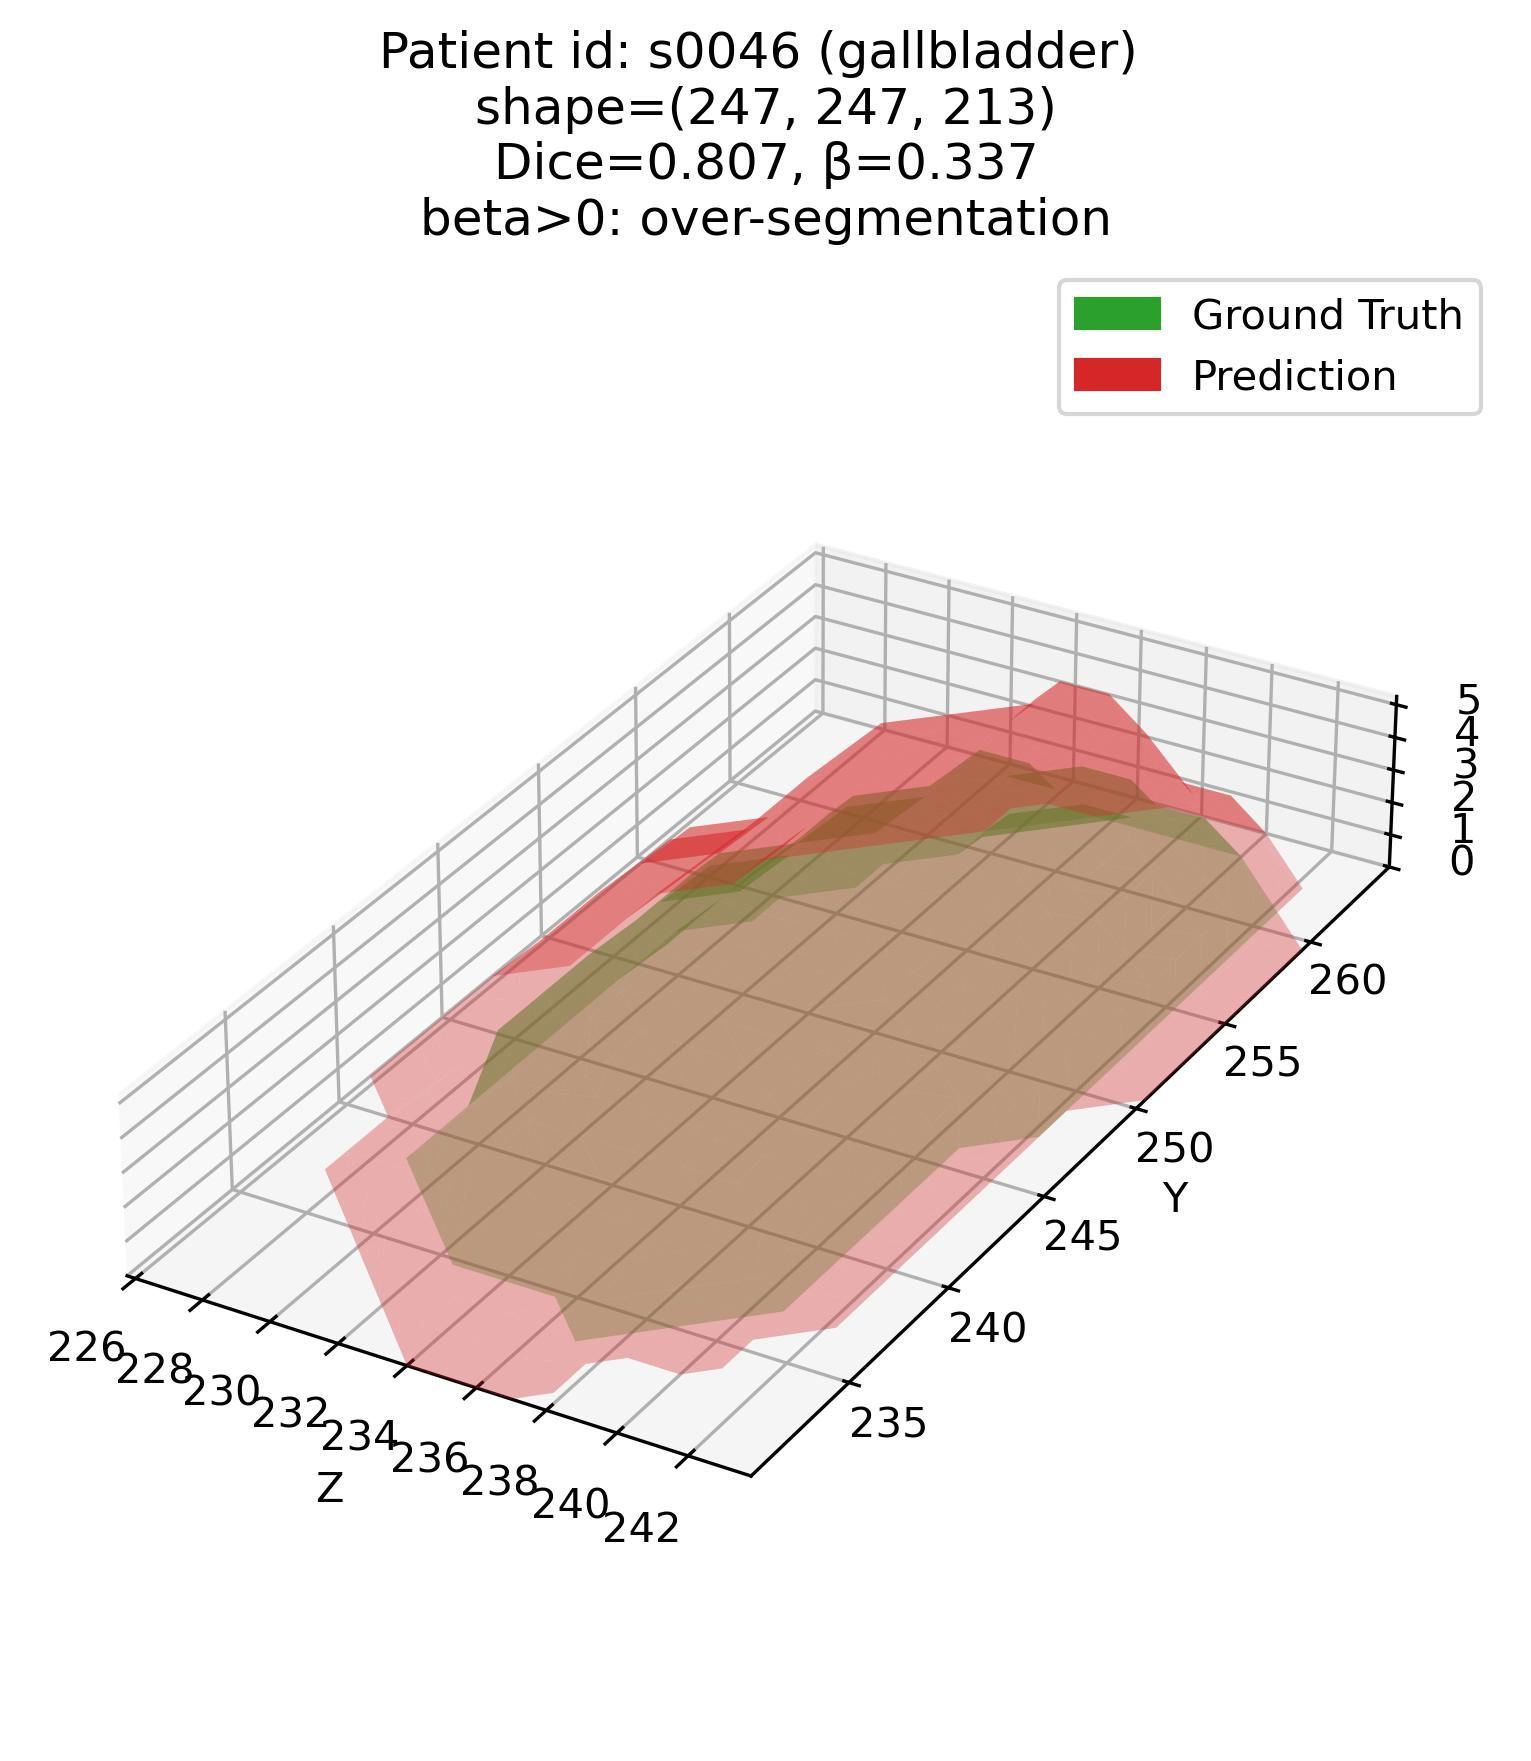 Patient id: s0046 (gallbladder)
shape=(247, 247, 213)
Dice=0.807, β=0.337
beta>0: over-segmentation
Ground Truth
Prediction
5
4
3
2
1
0
260
255
250
Y
245
240
235
226
228
230
232
234
236
238
240
242
Z